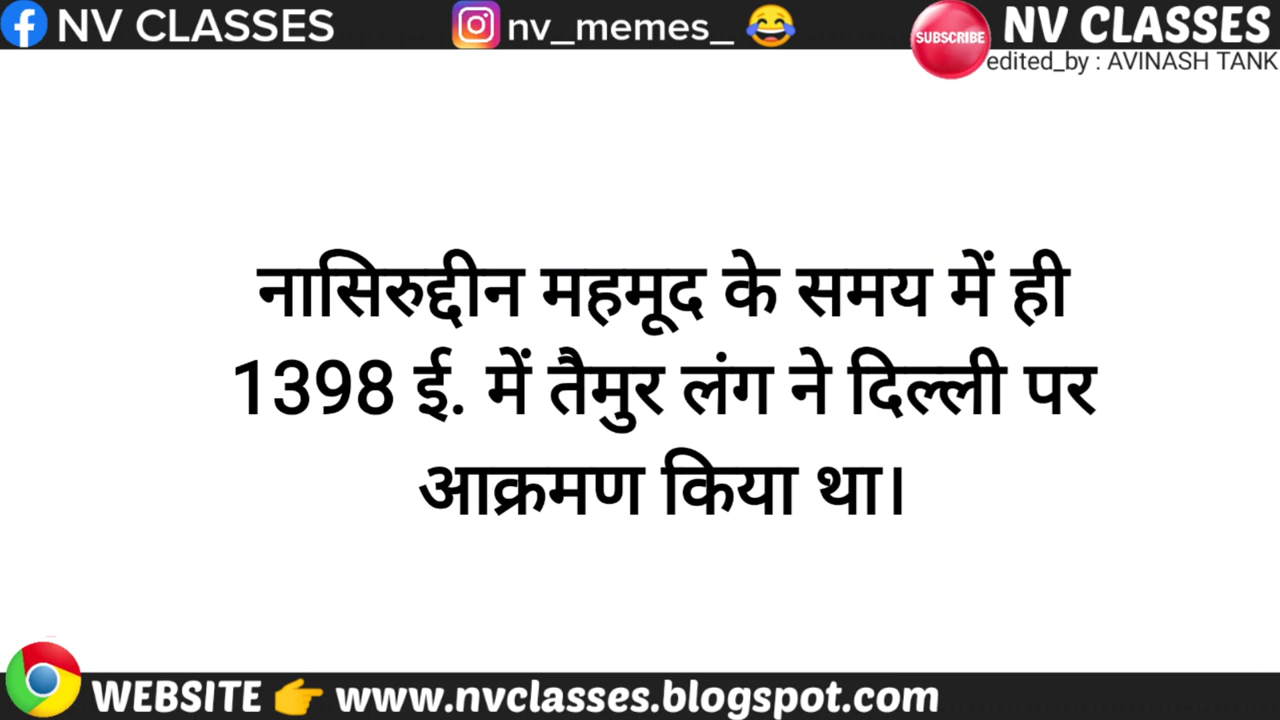 NV CLASSES
nv_memes_ 😂
SUBSCRIBE
NV CLASSES
edited_by : AVINASH TANK
नासिरुद्दीन महमूद के समय में ही
1398 ई. में तैमुर लंग ने दिल्ली पर
आक्रमण किया था।
WEBSITE 👉 www.nvclasses.blogspot.com